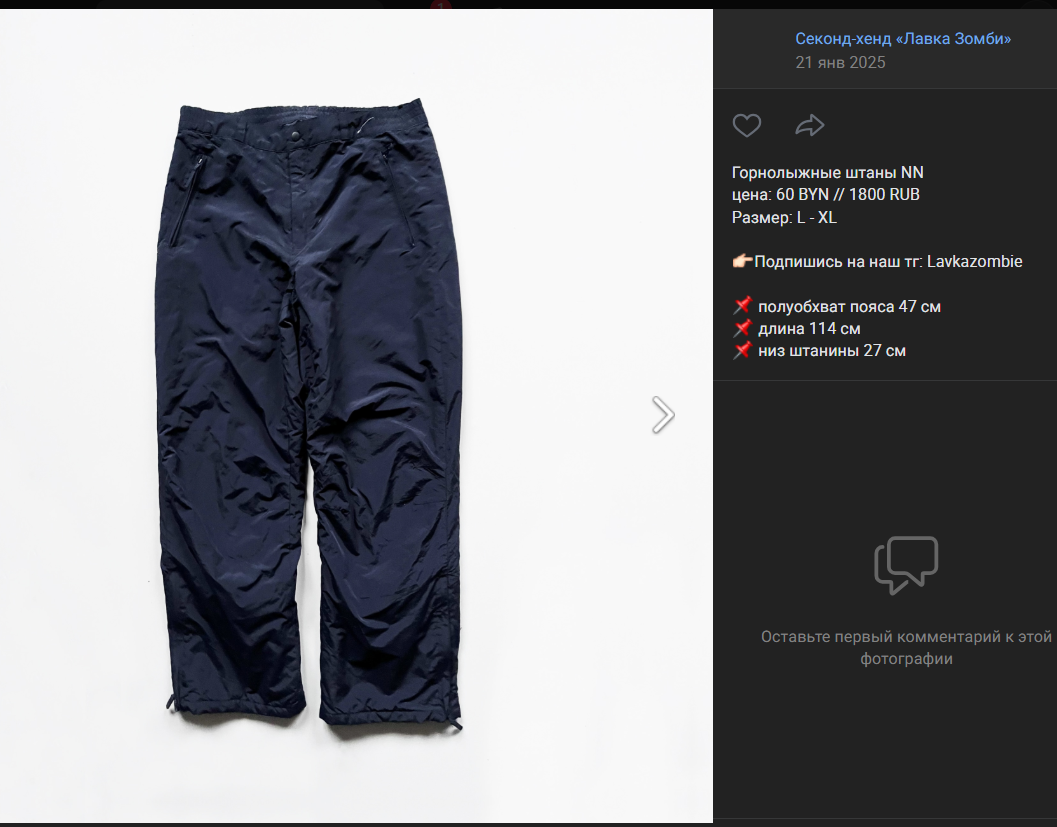 1
Секонд-хенд «Лавка Зомби»
21 янв 2025
Горнолыжные штаны NN
цена: 60 BYN // 1800 RUB
Размер: L - XL
👉🏻Подпишись на наш тг: Lavkazombie
📌 полуобхват пояса 47 см
📌 длина 114 см
📌 низ штанины 27 см
Оставьте первый комментарий к этой
фотографии